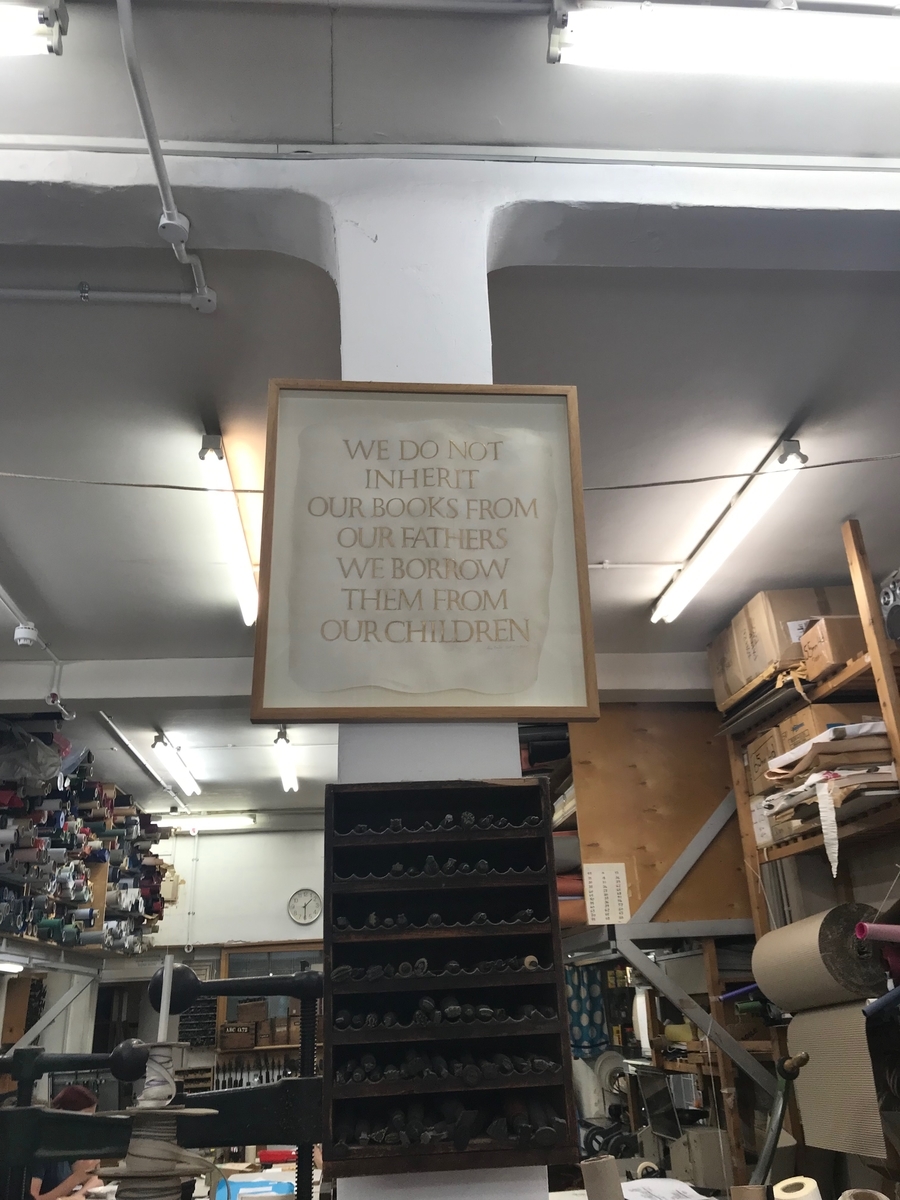 WE DO NOT
INHERIT
OUR BOOKS FROM
OUR FATHERS
WE BORROW
THEM FROM
OUR CHILDREN